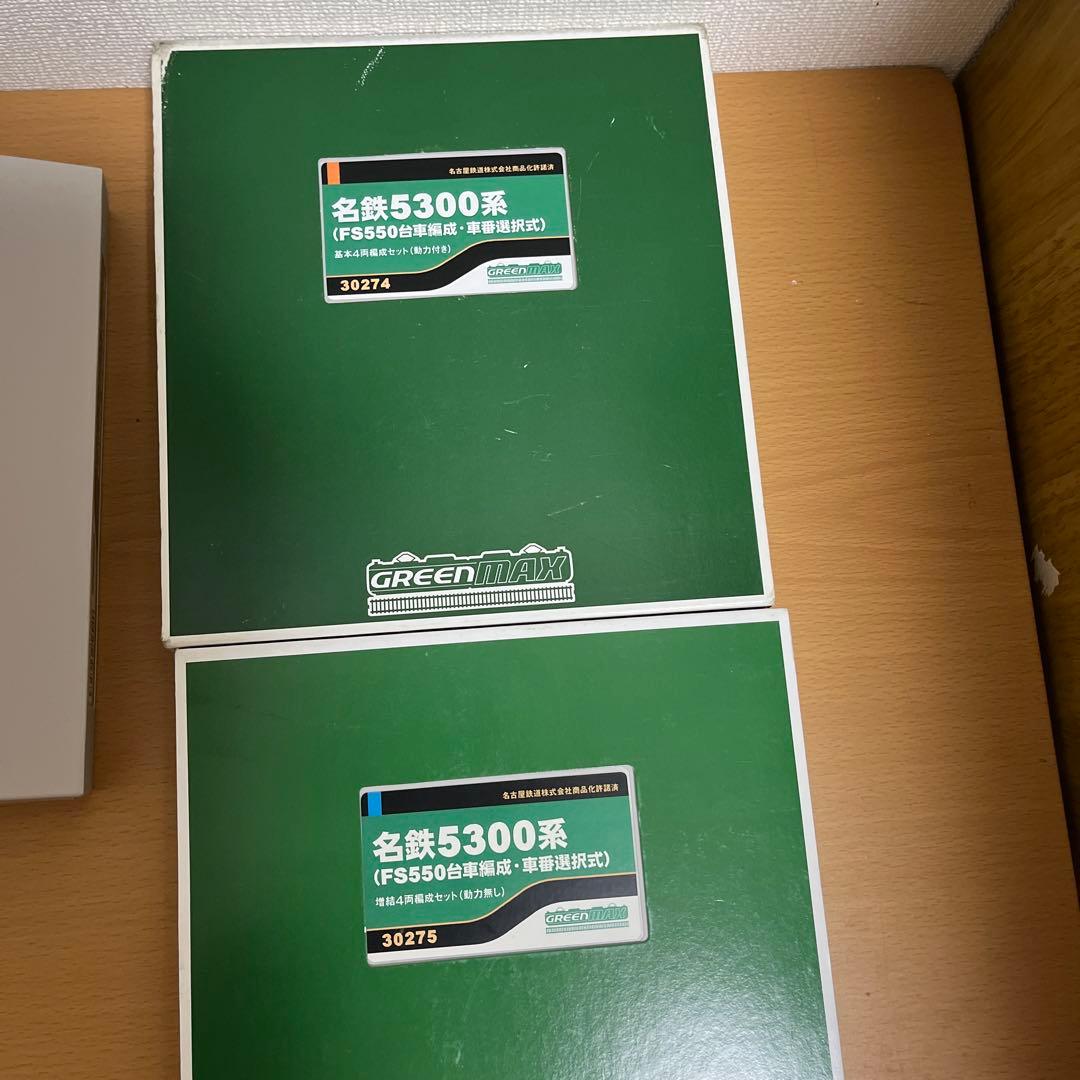 名古屋鉄道株式会社商品化許諾済
名鉄5300系
(FS550台車編成・車番選択式)
基本4両編成セット(動力付き)
GREENMAX
30274
GREENMAX
名古屋鉄道株式会社商品化許諾済
名鉄5300系
(FS550台車編成・車番選択式)
増結4両編成セット(動力無し)
GREENMAX
30275